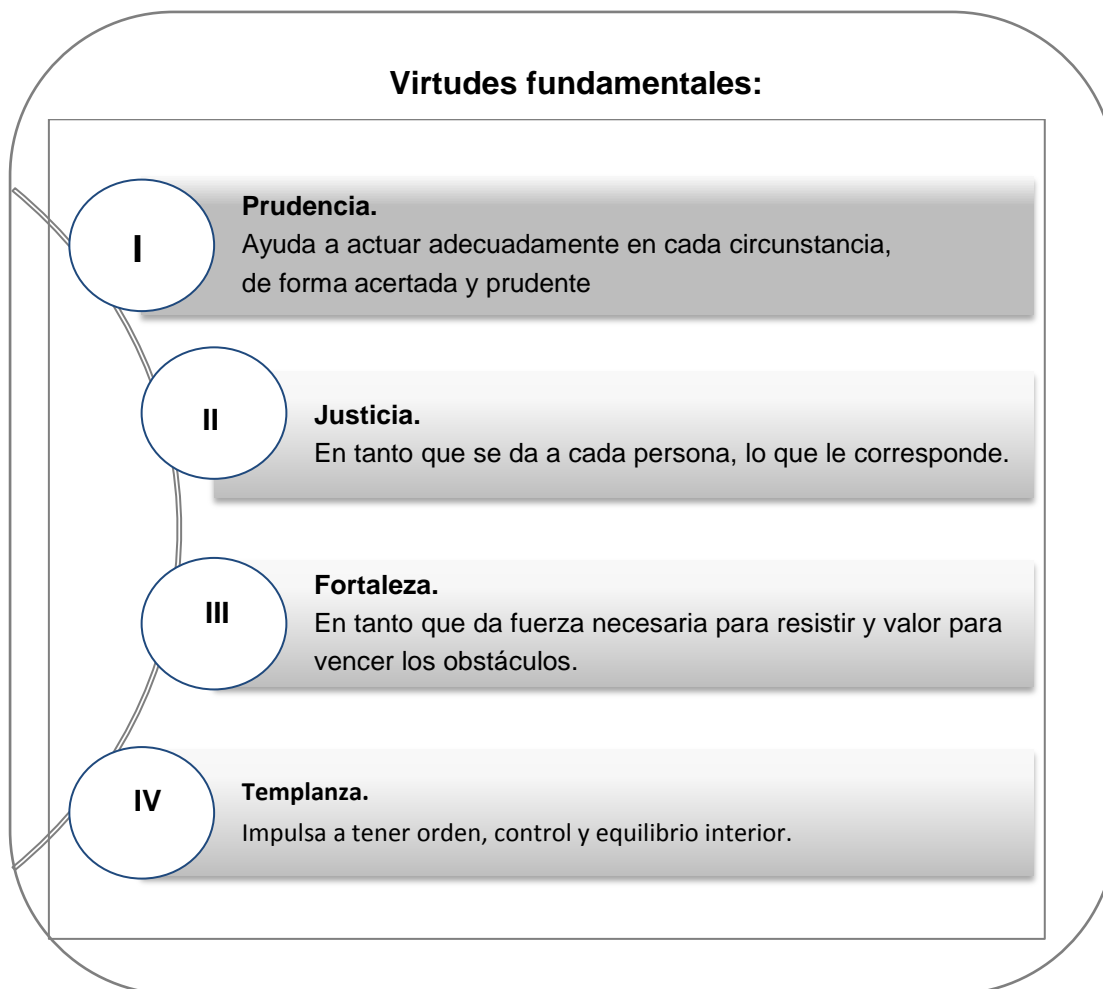 Virtudes fundamentales:
I
Prudencia.
Ayuda a actuar adecuadamente en cada circunstancia,
de forma acertada y prudente
II
Justicia.
En tanto que se da a cada persona, lo que le corresponde.
III
Fortaleza.
En tanto que da fuerza necesaria para resistir y valor para
vencer los obstáculos.
IV
Templanza.
Impulsa a tener orden, control y equilibrio interior.